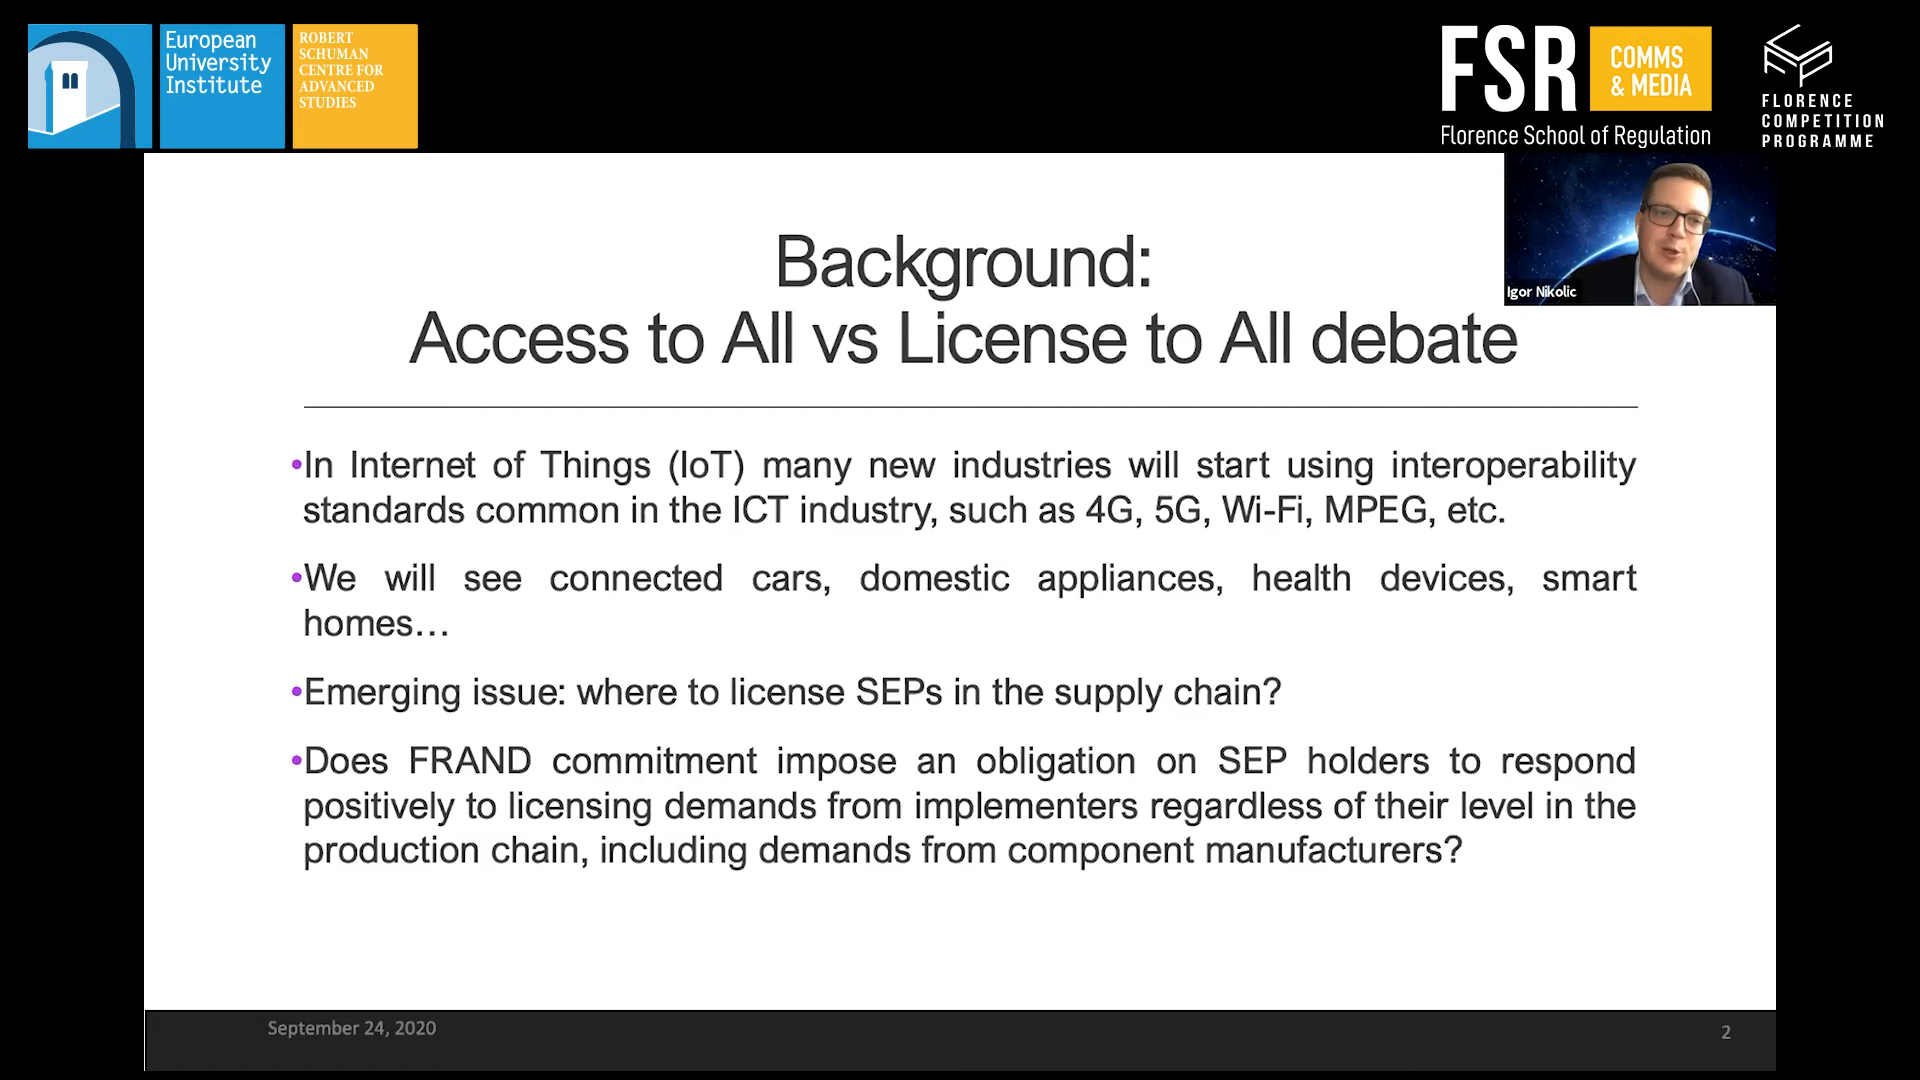 European
University
Institute
ROBERT
SCHUMAN
CENTRE FOR
ADVANCED
STUDIES
FSR
COMMS
& MEDIA
Florence School of Regulation
FLORENCE
COMPETITION
PROGRAMME
Igor Nikolic
Background:
Access to All vs License to All debate
•In Internet of Things (IoT) many new industries will start using interoperability
standards common in the ICT industry, such as 4G, 5G, Wi-Fi, MPEG, etc.
•We will see connected cars, domestic appliances, health devices, smart
homes…
•Emerging issue: where to license SEPs in the supply chain?
•Does FRAND commitment impose an obligation on SEP holders to respond
positively to licensing demands from implementers regardless of their level in the
production chain, including demands from component manufacturers?
September 24, 2020
2